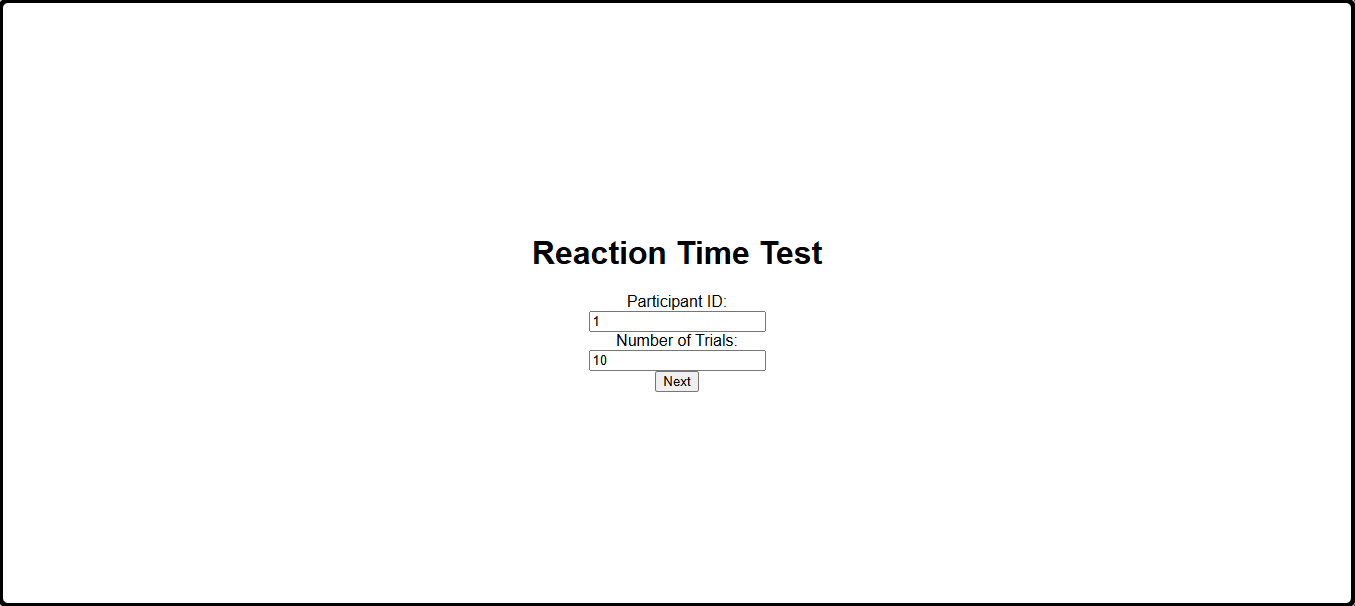 Reaction Time Test
Participant ID:
1
Number of Trials:
10
Next